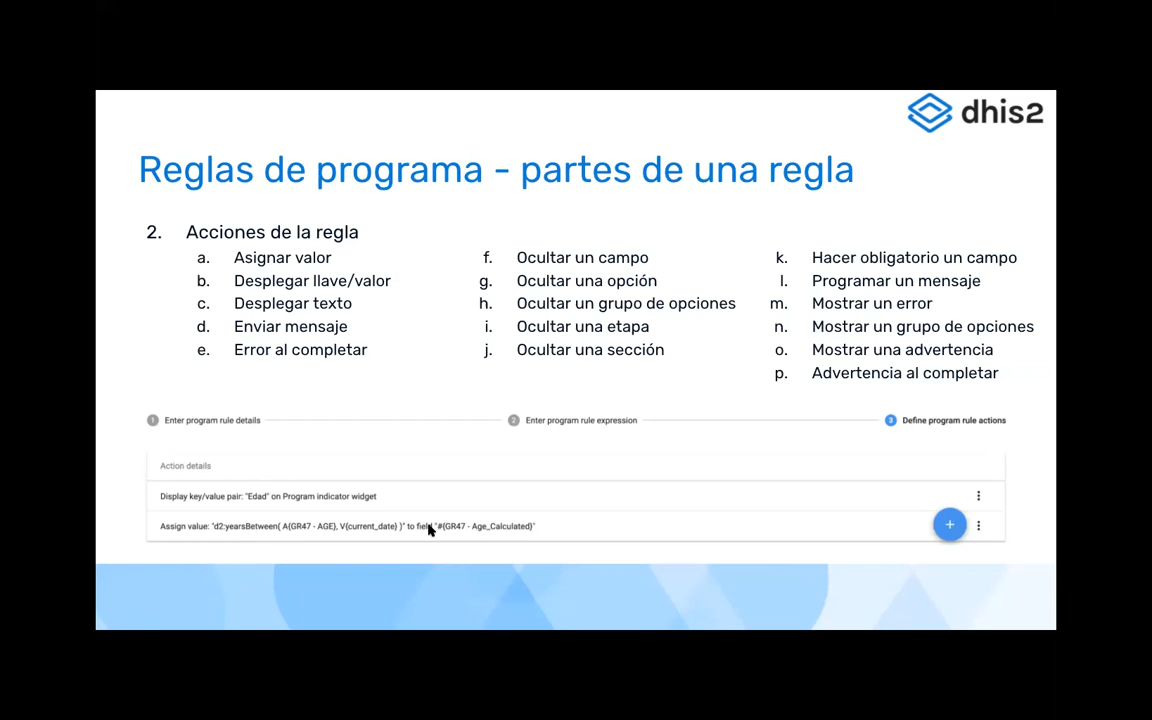 dhis2
Reglas de programa - partes de una regla
2. Acciones de la regla
a. Asignar valor
b. Desplegar llave/valor
c. Desplegar texto
d. Enviar mensaje
e. Error al completar
f. Ocultar un campo
g. Ocultar una opción
h. Ocultar un grupo de opciones
i. Ocultar una etapa
j. Ocultar una sección
k. Hacer obligatorio un campo
l. Programar un mensaje
m. Mostrar un error
n. Mostrar un grupo de opciones
o. Mostrar una advertencia
p. Advertencia al completar
1 Enter program rule details
2 Enter program rule expression
3 Define program rule actions
Action details
Display key/value pair: "Edad" on Program indicator widget
Assign value: "d2:yearsBetween( A{GR47 - AGE}, V{current_date} )" to field "#{GR47 - Age_Calculated}"